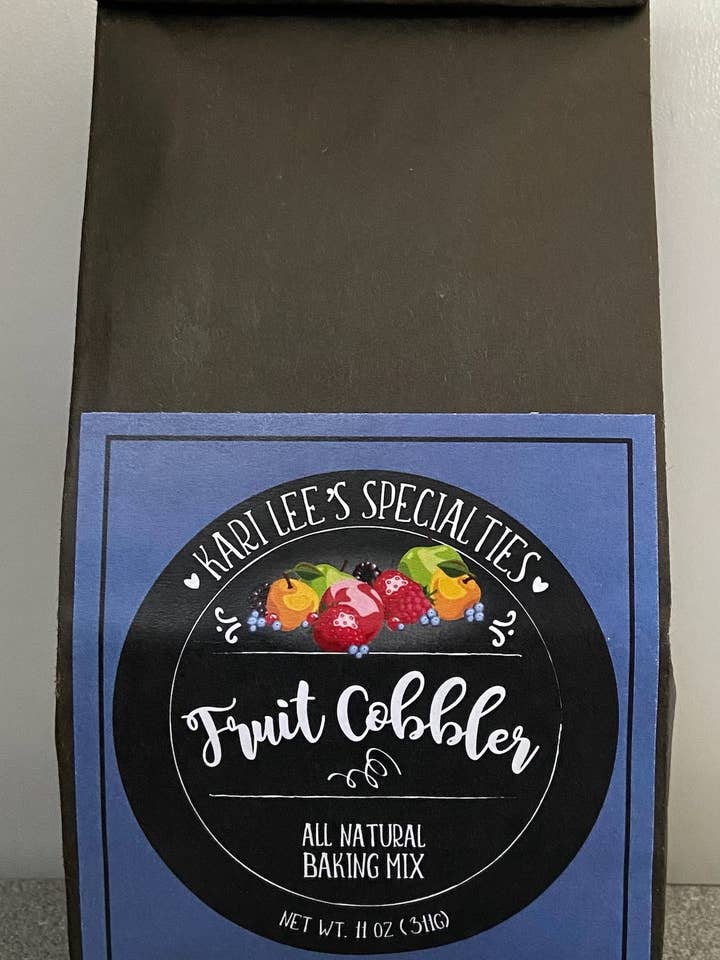 KARI LEE'S SPECIALTIES
Fruit Cobbler
ALL NATURAL
BAKING MIX
NET WT. 11 OZ (311G)